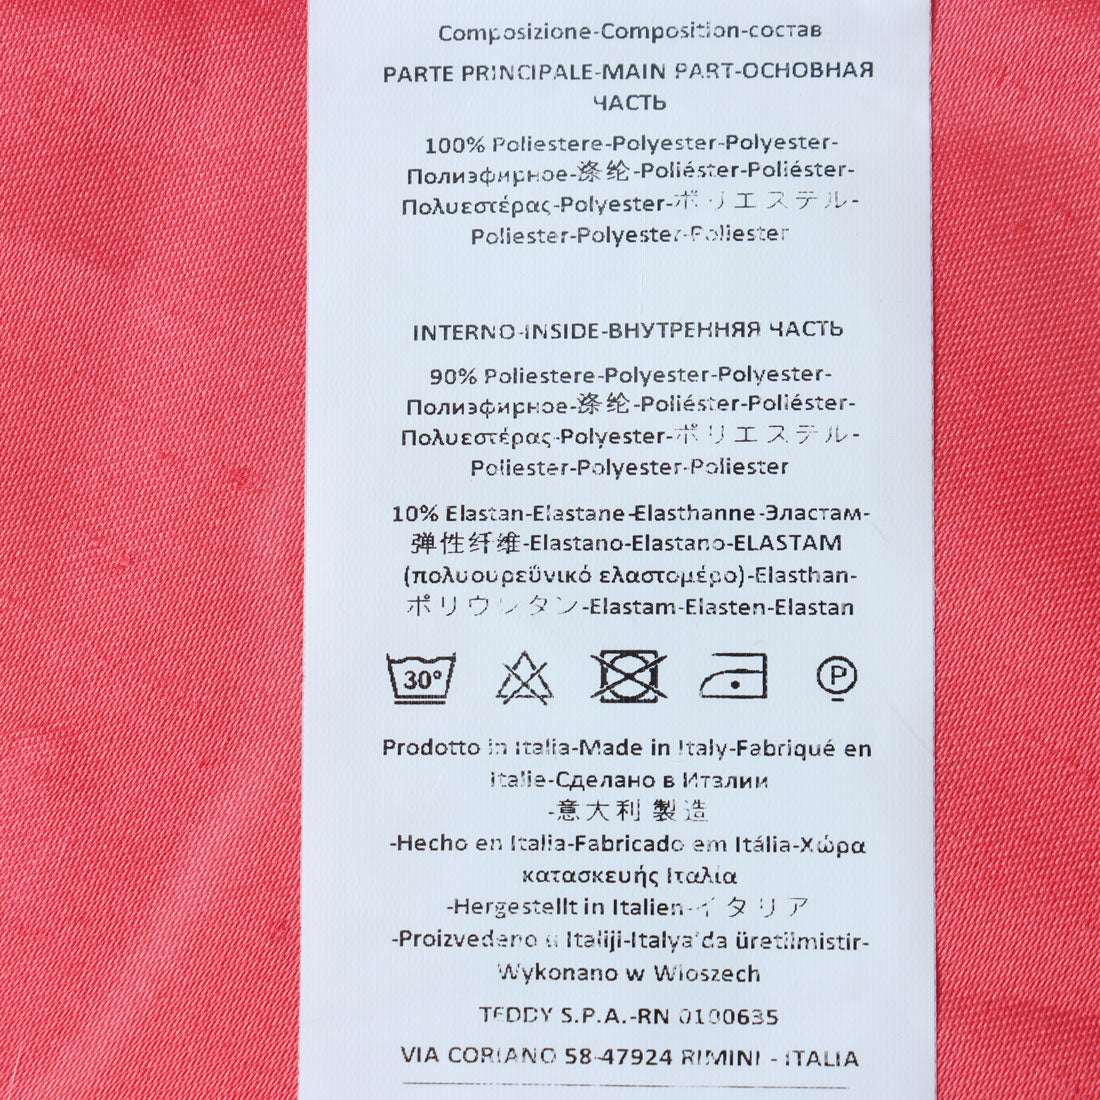 Composizione-Composition-состав
PARTE PRINCIPALE-MAIN PART-ОСНОВНАЯ
ЧАСТЬ
100% Poliestere-Polyester-Polyester-
Полиэфирное-涤纶-Poliéster-Poliéster-
Πολυεστέρας-Polyester-ポリエステル-
Poliester-Polyester-Poliester
INTERNO-INSIDE-ВНУТРЕННЯЯ ЧАСТЬ
90% Poliestere-Polyester-Polyester-
Полиэфирное-涤纶-Poliéster-Poliéster-
Πολυεστέρας-Polyester-ポリエステル-
Poliester-Polyester-Poliester
10% Elastan-Elastane-Elasthanne-Эластам-
弹性纤维-Elastano-Elastano-ELASTAM
(πολυουρεΰνικό ελαστομέρο)-Elasthan-
ポリウレタン-Elastam-Elasten-Elastan
30° P
Prodotto in Italia-Made in Italy-Fabriqué en
Italie-Сделано в Итэлии
-意大利製造
-Hecho en Italia-Fabricado em Itália-Χώρα
κατασκευής Ιταλία
-Hergestellt in Italien-イタリア
-Proizvedeno u Italiji-Italya'da üretilmistir-
Wykonano w Wloszech
TEDDY S.P.A.-RN 0100635
VIA CORIANO 58-47924 RIMINI - ITALIA